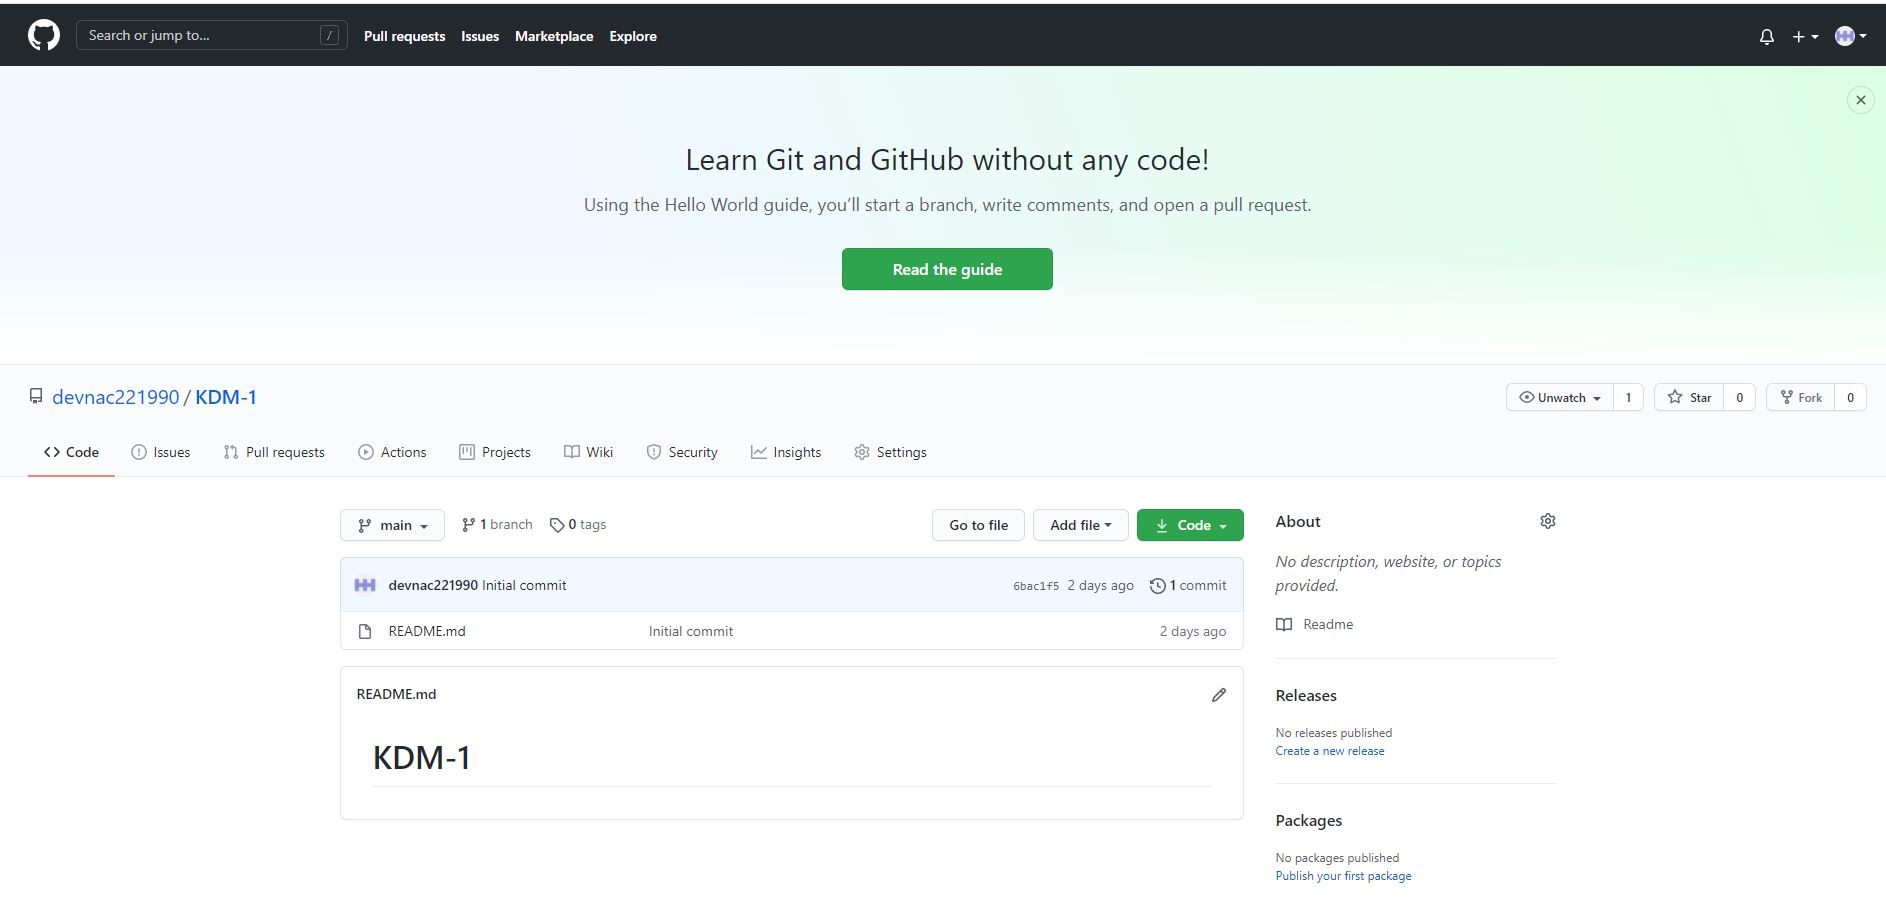 Search or jump to... /
Pull requests Issues Marketplace Explore
Learn Git and GitHub without any code!
Using the Hello World guide, you’ll start a branch, write comments, and open a pull request.
Read the guide
devnac221990 / KDM-1
Unwatch 1 Star 0 Fork 0
Code Issues Pull requests Actions Projects Wiki Security Insights Settings
main 1 branch 0 tags Go to file Add file Code
devnac221990 Initial commit 6bac1f5 2 days ago 1 commit
README.md Initial commit 2 days ago
README.md
KDM-1
About
No description, website, or topics
provided.
Readme
Releases
No releases published
Create a new release
Packages
No packages published
Publish your first package